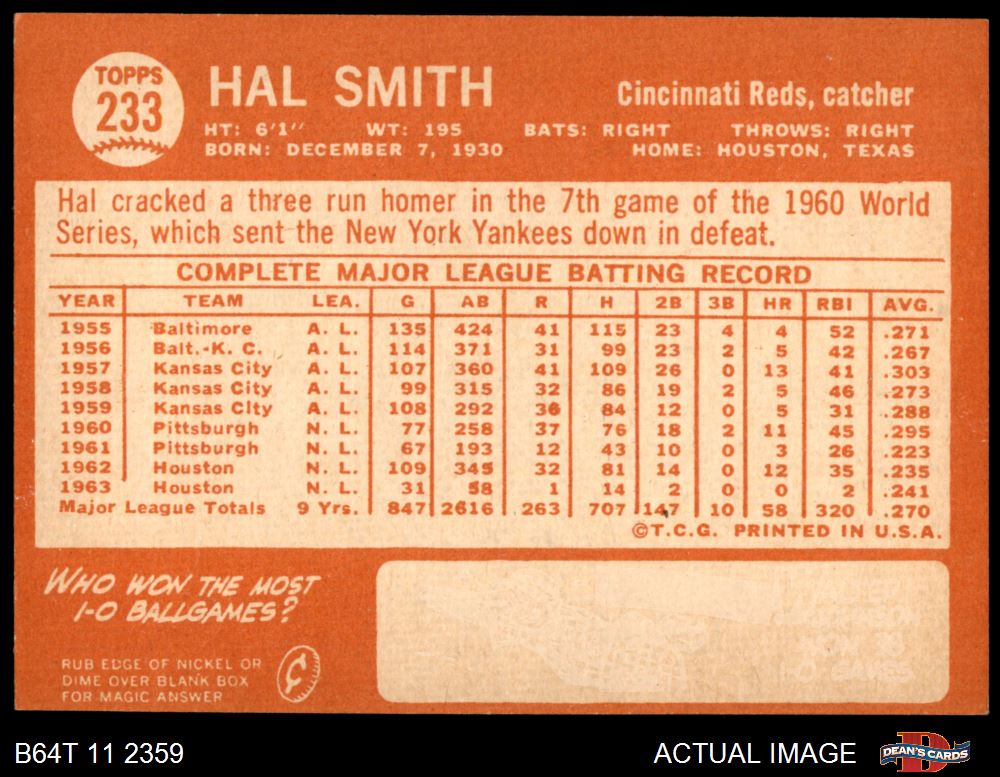 TOPPS
233
HAL SMITH
Cincinnati Reds, catcher
HT: 6'1" WT: 195 BATS: RIGHT THROWS: RIGHT
BORN: DECEMBER 7, 1930 HOME: HOUSTON, TEXAS
Hal cracked a three run homer in the 7th game of the 1960 World
Series, which sent the New York Yankees down in defeat.
COMPLETE MAJOR LEAGUE BATTING RECORD
YEAR TEAM LEA. G AB R H 2B 3B HR RBI AVG.
1955 Baltimore A. L. 135 424 41 115 23 4 4 52 .271
1956 Balt.-K. C. A. L. 114 371 31 99 23 2 5 42 .267
1957 Kansas City A. L. 107 360 41 109 26 0 13 41 .303
1958 Kansas City A. L. 99 315 32 86 19 2 5 46 .273
1959 Kansas City A. L. 108 292 36 84 12 0 5 31 .288
1960 Pittsburgh N. L. 77 258 37 76 18 2 11 45 .295
1961 Pittsburgh N. L. 67 193 12 43 10 0 3 26 .223
1962 Houston N. L. 109 345 32 81 14 0 12 35 .235
1963 Houston N. L. 31 58 1 14 2 0 0 2 .241
Major League Totals 9 Yrs. 847 2616 263 707 147 10 58 320 .270
©T.C.G. PRINTED IN U.S.A.
WHO WON THE MOST
1-0 BALLGAMES?
RUB EDGE OF NICKEL OR
DIME OVER BLANK BOX
FOR MAGIC ANSWER
¢
1-0 GAMES
B64T 11 2359
ACTUAL IMAGE
DEAN'S CARDS